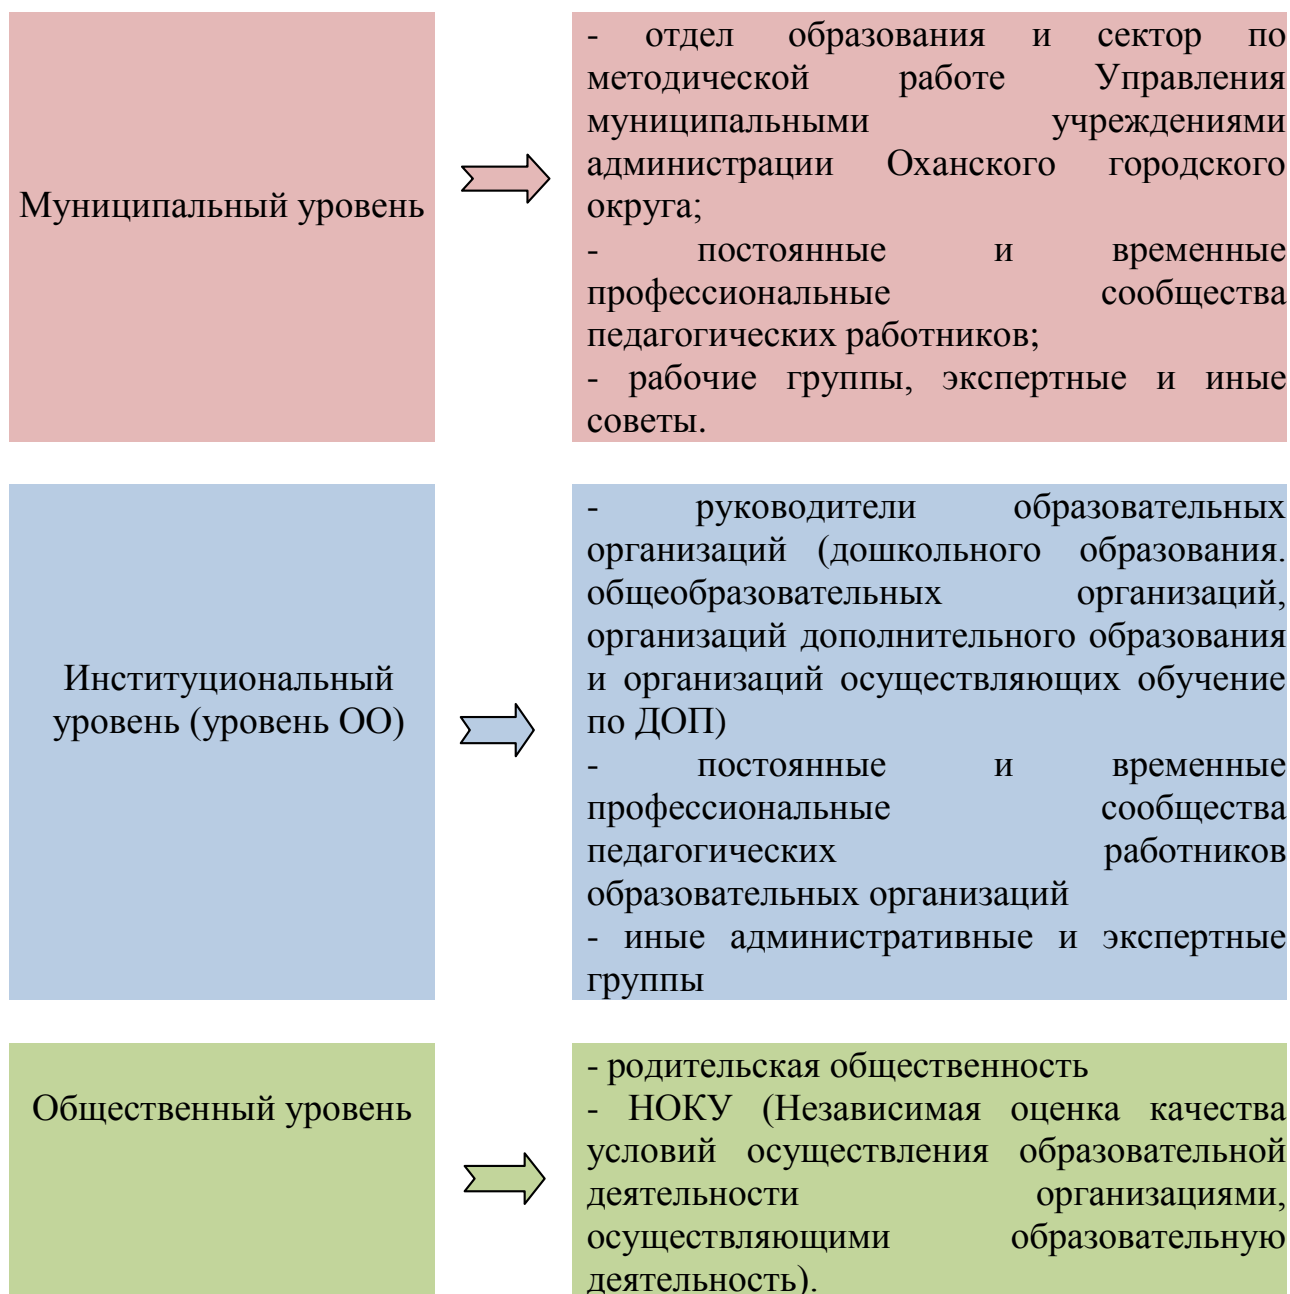 Муниципальный уровень
- отдел образования и сектор по
методической работе Управления
муниципальными учреждениями
администрации Оханского городского
округа;
- постоянные и временные
профессиональные сообщества
педагогических работников;
- рабочие группы, экспертные и иные
советы.
Институциональный
уровень (уровень ОО)
- руководители образовательных
организаций (дошкольного образования.
общеобразовательных организаций,
организаций дополнительного образования
и организаций осуществляющих обучение
по ДОП)
- постоянные и временные
профессиональные сообщества
педагогических работников
образовательных организаций
- иные административные и экспертные
группы
Общественный уровень
- родительская общественность
- НОКУ (Независимая оценка качества
условий осуществления образовательной
деятельности организациями,
осуществляющими образовательную
деятельность).